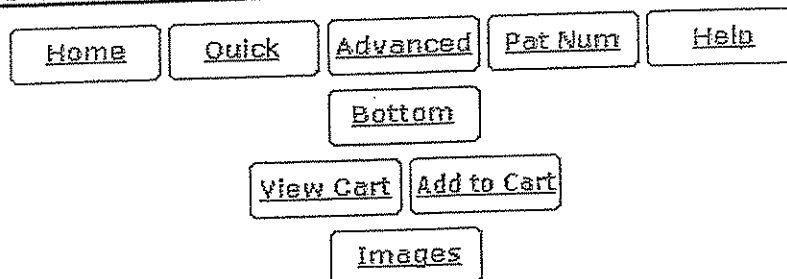 Home Quick Advanced Pat Num Help
Bottom
View Cart Add to Cart
Images